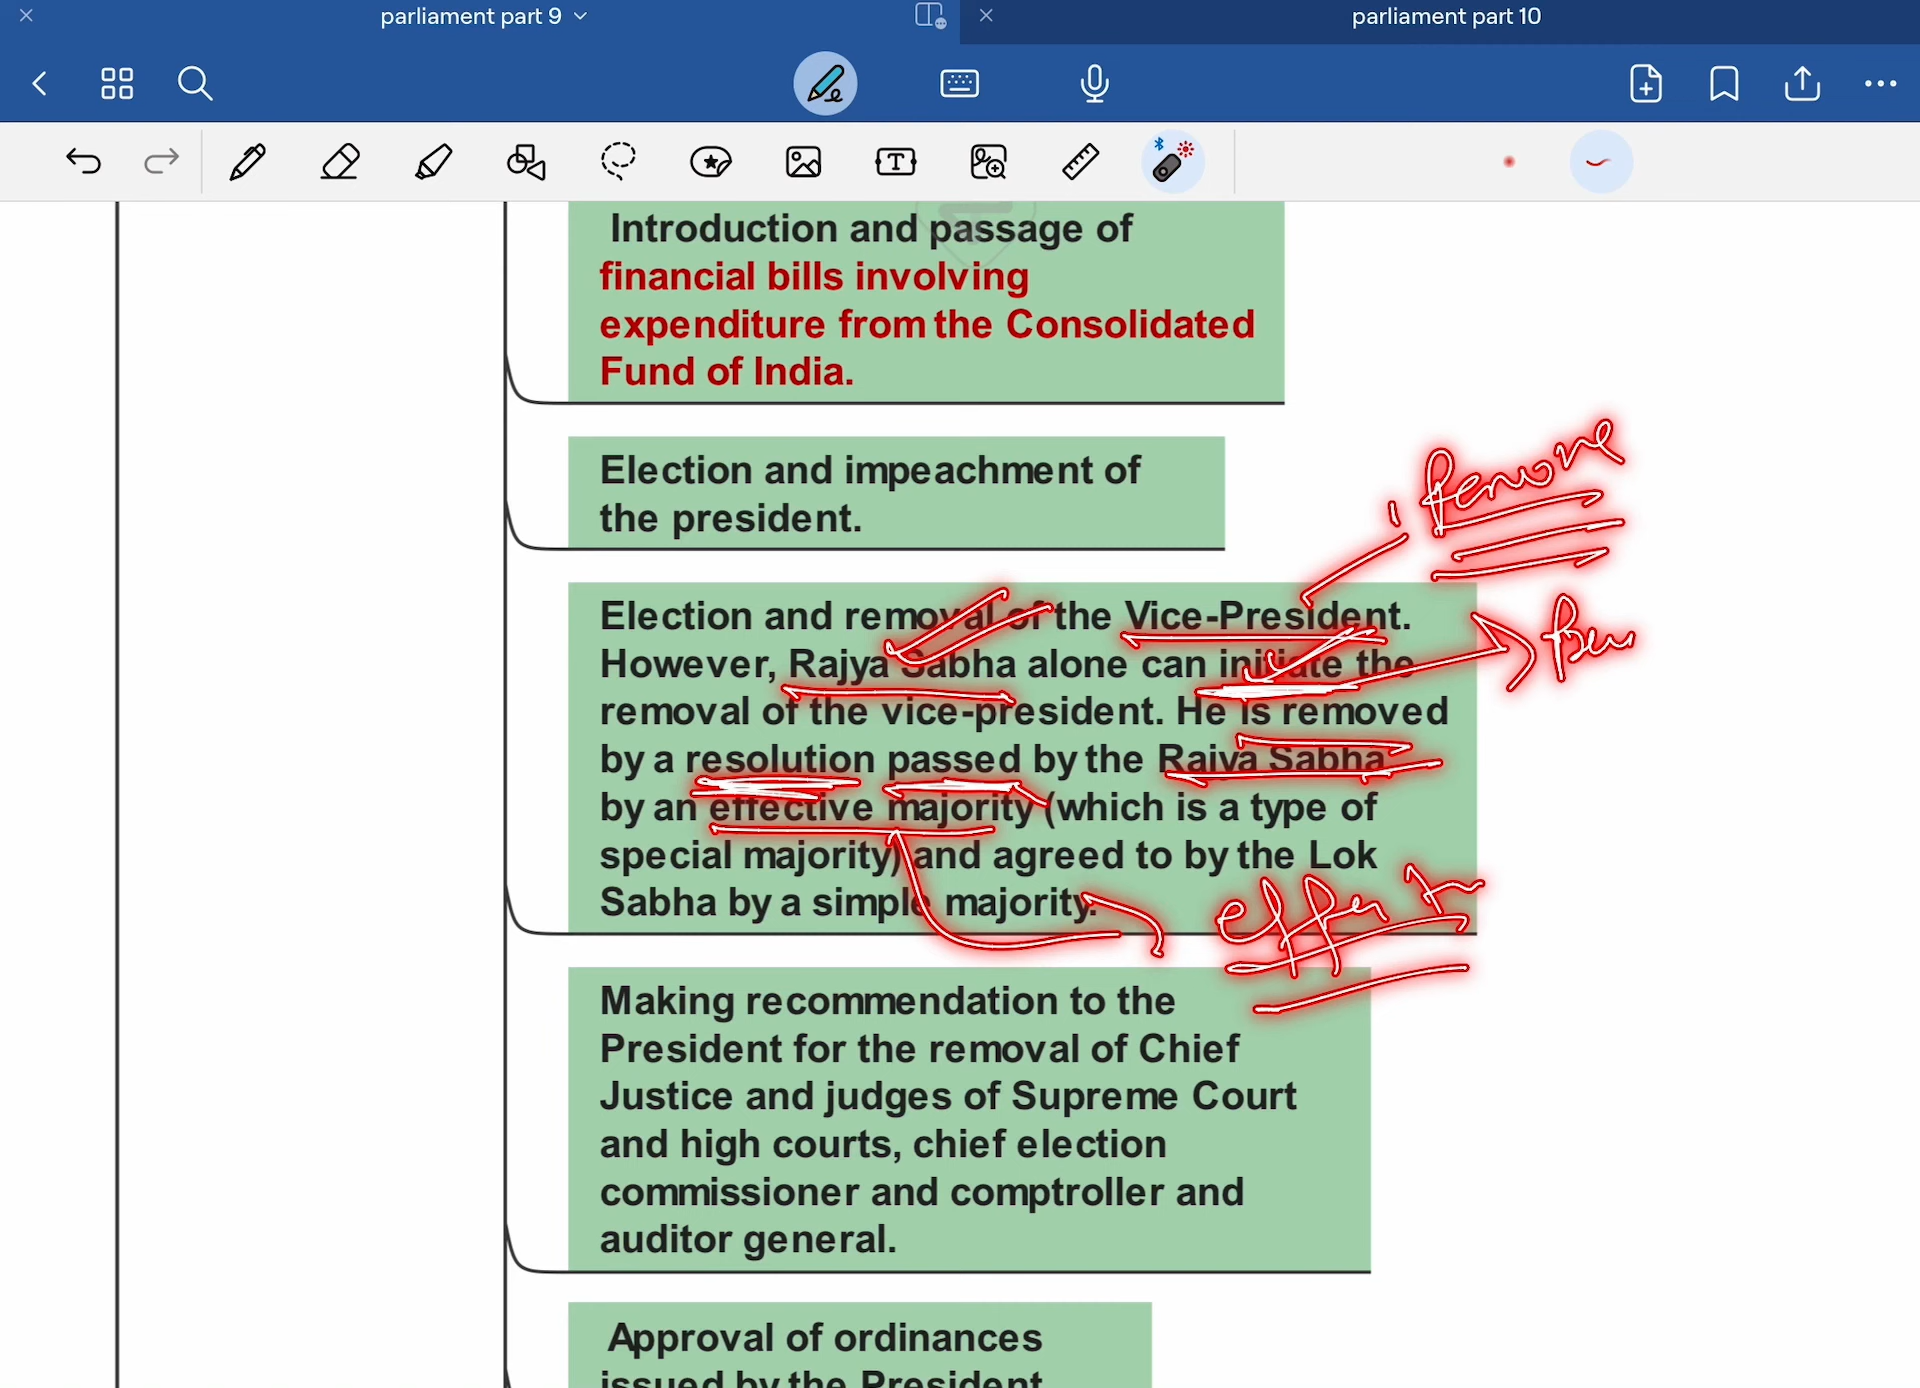 parliament part 9
parliament part 10
Introduction and passage of
financial bills involving
expenditure from the Consolidated
Fund of India.
Election and impeachment of
the president.
Remove
Election and removal of the Vice-President.
However, Rajya Sabha alone can initiate the
removal of the vice-president. He is removed
by a resolution passed by the Rajya Sabha
by an effective majority (which is a type of
special majority) and agreed to by the Lok
Sabha by a simple majority.
Making recommendation to the
President for the removal of Chief
Justice and judges of Supreme Court
and high courts, chief election
commissioner and comptroller and
auditor general.
Approval of ordinances
issued by the President